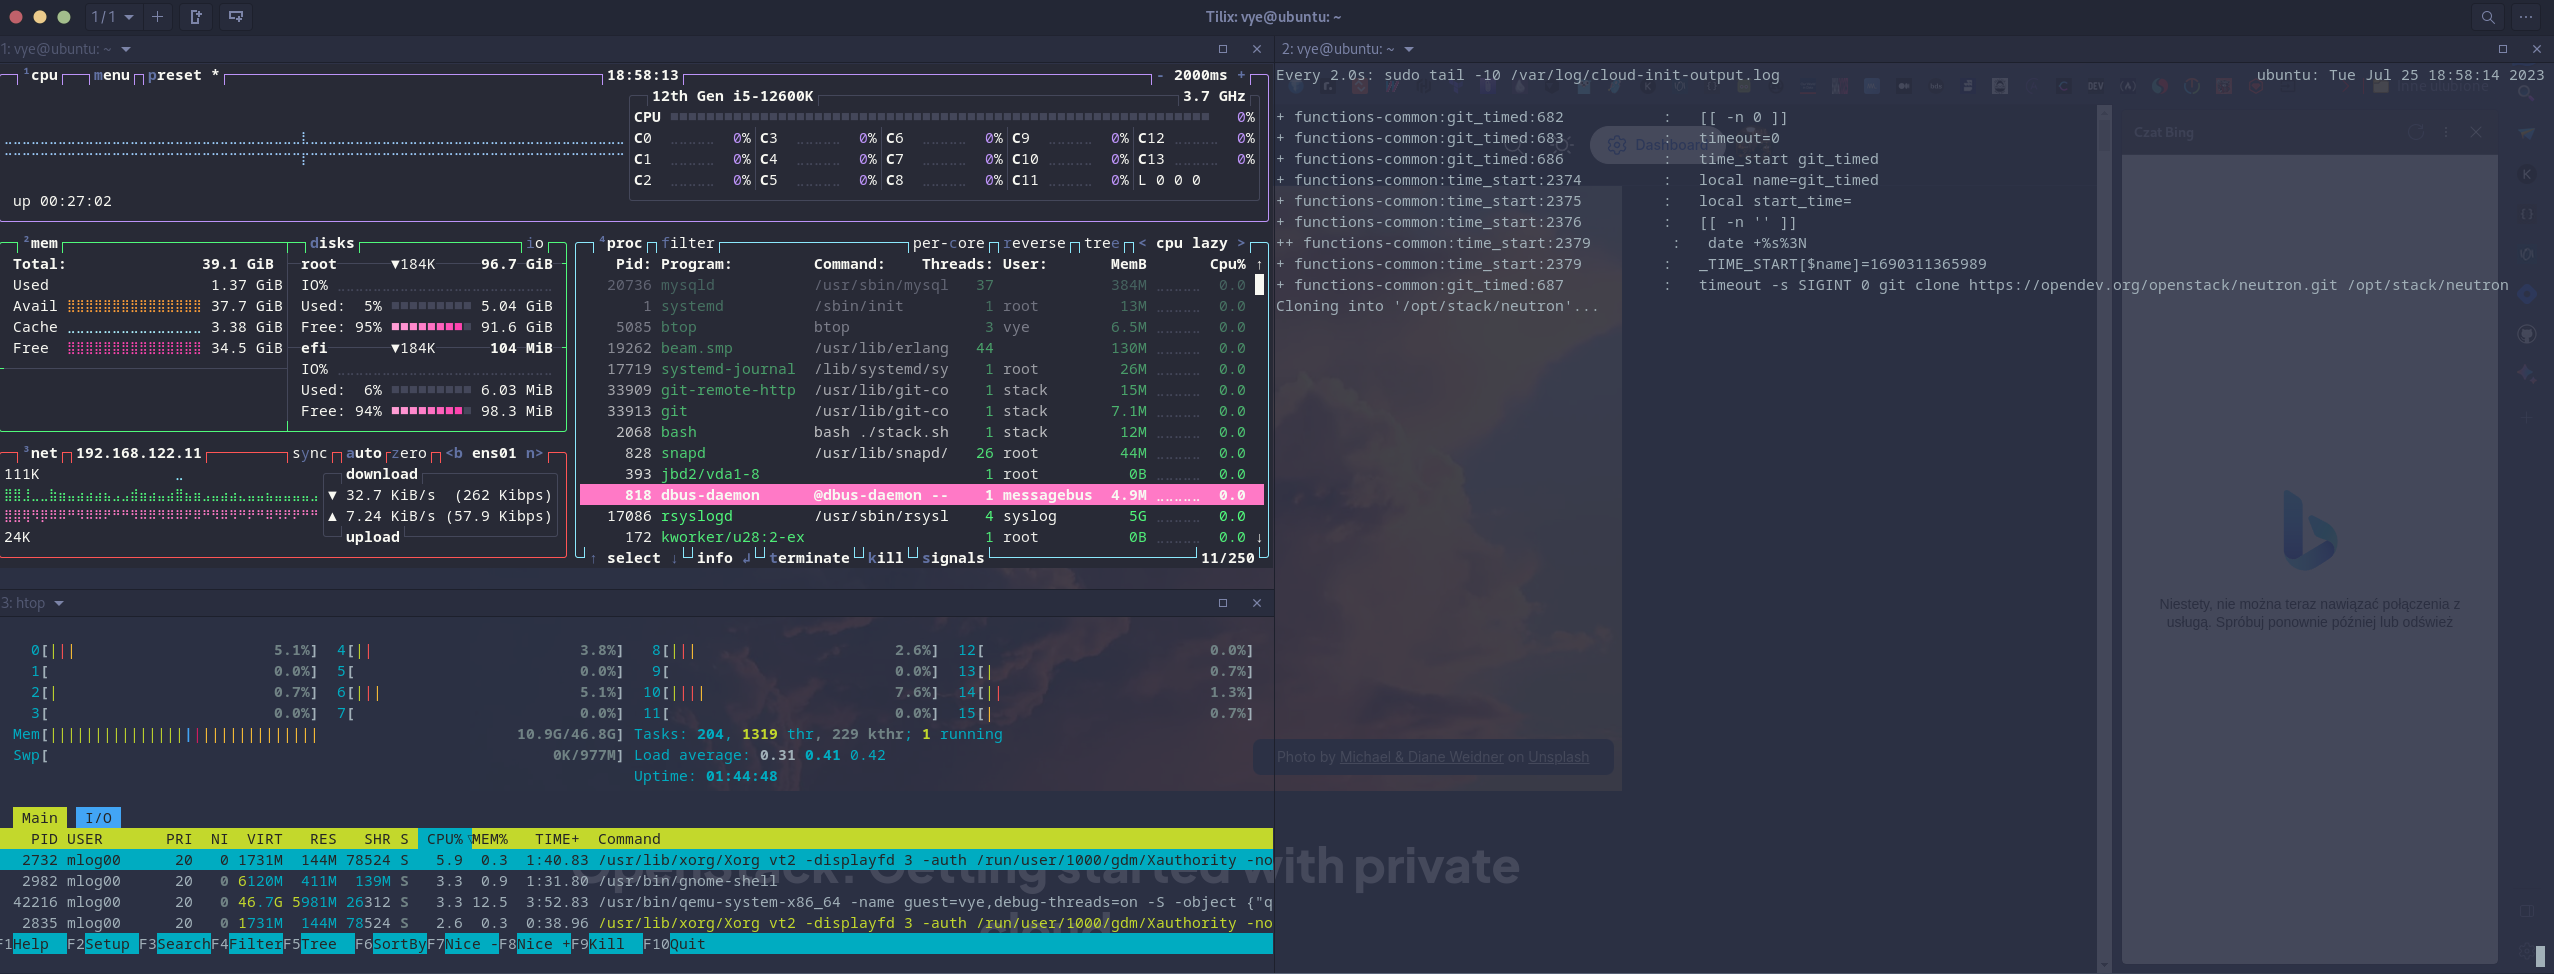 1 / 1
Tilix: vye@ubuntu: ~
1: vye@ubuntu: ~
¹cpu menu preset * 18:58:13 - 2000ms +
12th Gen i5-12600K 3.7 GHz
CPU 0%
C0 0% C3 0% C6 0% C9 0% C12 0%
C1 0% C4 0% C7 0% C10 0% C13 0%
C2 0% C5 0% C8 0% C11 0% L 0 0 0
up 00:27:02
²mem disks io
Total: 39.1 GiB
Used 1.37 GiB
Avail 37.7 GiB
Cache 3.38 GiB
Free 34.5 GiB
root ▼184K 96.7 GiB
IO%
Used: 5% 5.04 GiB
Free: 95% 91.6 GiB
efi ▼184K 104 MiB
IO%
Used: 6% 6.03 MiB
Free: 94% 98.3 MiB
³net 192.168.122.11 sync auto zero <b ens01 n>
111K
24K
download
▼ 32.7 KiB/s (262 Kibps)
▲ 7.24 KiB/s (57.9 Kibps)
upload
⁴proc filter per-core reverse tree < cpu lazy >
Pid: Program: Command: Threads: User: MemB Cpu% ↑
20736 mysqld /usr/sbin/mysql 37 384M 0.0
1 systemd /sbin/init 1 root 13M 0.0
5085 btop btop 3 vye 6.5M 0.0
19262 beam.smp /usr/lib/erlang 44 130M 0.0
17719 systemd-journal /lib/systemd/sy 1 root 26M 0.0
33909 git-remote-http /usr/lib/git-co 1 stack 15M 0.0
33913 git /usr/lib/git-co 1 stack 7.1M 0.0
2068 bash bash ./stack.sh 1 stack 12M 0.0
828 snapd /usr/lib/snapd/ 26 root 44M 0.0
393 jbd2/vda1-8 1 root 0B 0.0
818 dbus-daemon @dbus-daemon -- 1 messagebus 4.9M 0.0
17086 rsyslogd /usr/sbin/rsysl 4 syslog 5G 0.0
172 kworker/u28:2-ex 1 root 0B 0.0 ↓
↑ select ↓ info ↲ terminate kill signals 11/250
3: htop
0[||| 5.1%] 4[|| 3.8%] 8[||| 2.6%] 12[ 0.0%]
1[ 0.0%] 5[ 0.0%] 9[ 0.0%] 13[| 0.7%]
2[| 0.7%] 6[||| 5.1%] 10[|||| 7.6%] 14[|| 1.3%]
3[ 0.0%] 7[ 0.0%] 11[ 0.0%] 15[| 0.7%]
Mem[|||||||||||||||||||||||||||||| 10.9G/46.8G] Tasks: 204, 1319 thr, 229 kthr; 1 running
Swp[ 0K/977M] Load average: 0.31 0.41 0.42
Uptime: 01:44:48
Main I/O
PID USER PRI NI VIRT RES SHR S CPU%▽MEM% TIME+ Command
2732 mlog00 20 0 1731M 144M 78524 S 5.9 0.3 1:40.83 /usr/lib/xorg/Xorg vt2 -displayfd 3 -auth /run/user/1000/gdm/Xauthority -no
2982 mlog00 20 0 6120M 411M 139M S 3.3 0.9 1:31.80 /usr/bin/gnome-shell
42216 mlog00 20 0 46.7G 5981M 26312 S 3.3 12.5 3:52.83 /usr/bin/qemu-system-x86_64 -name guest=vye,debug-threads=on -S -object {"q
2835 mlog00 20 0 1731M 144M 78524 S 2.6 0.3 0:38.96 /usr/lib/xorg/Xorg vt2 -displayfd 3 -auth /run/user/1000/gdm/Xauthority -no
F1Help F2Setup F3SearchF4FilterF5Tree F6SortByF7Nice -F8Nice +F9Kill F10Quit
2: vye@ubuntu: ~
Every 2.0s: sudo tail -10 /var/log/cloud-init-output.log ubuntu: Tue Jul 25 18:58:14 2023
+ functions-common:git_timed:682 : [[ -n 0 ]]
+ functions-common:git_timed:683 : timeout=0
+ functions-common:git_timed:686 : time_start git_timed
+ functions-common:time_start:2374 : local name=git_timed
+ functions-common:time_start:2375 : local start_time=
+ functions-common:time_start:2376 : [[ -n '' ]]
++ functions-common:time_start:2379 : date +%s%3N
+ functions-common:time_start:2379 : _TIME_START[$name]=1690311365989
+ functions-common:git_timed:687 : timeout -s SIGINT 0 git clone https://opendev.org/openstack/neutron.git /opt/stack/neutron
Cloning into '/opt/stack/neutron'...
Dashboard
DEV
Czat Bing
Niestety, nie można teraz nawiązać połączenia z
usługą. Spróbuj ponownie później lub odśwież
Photo by Michael & Diane Weidner on Unsplash
OpenStack: Getting started with private
cloud